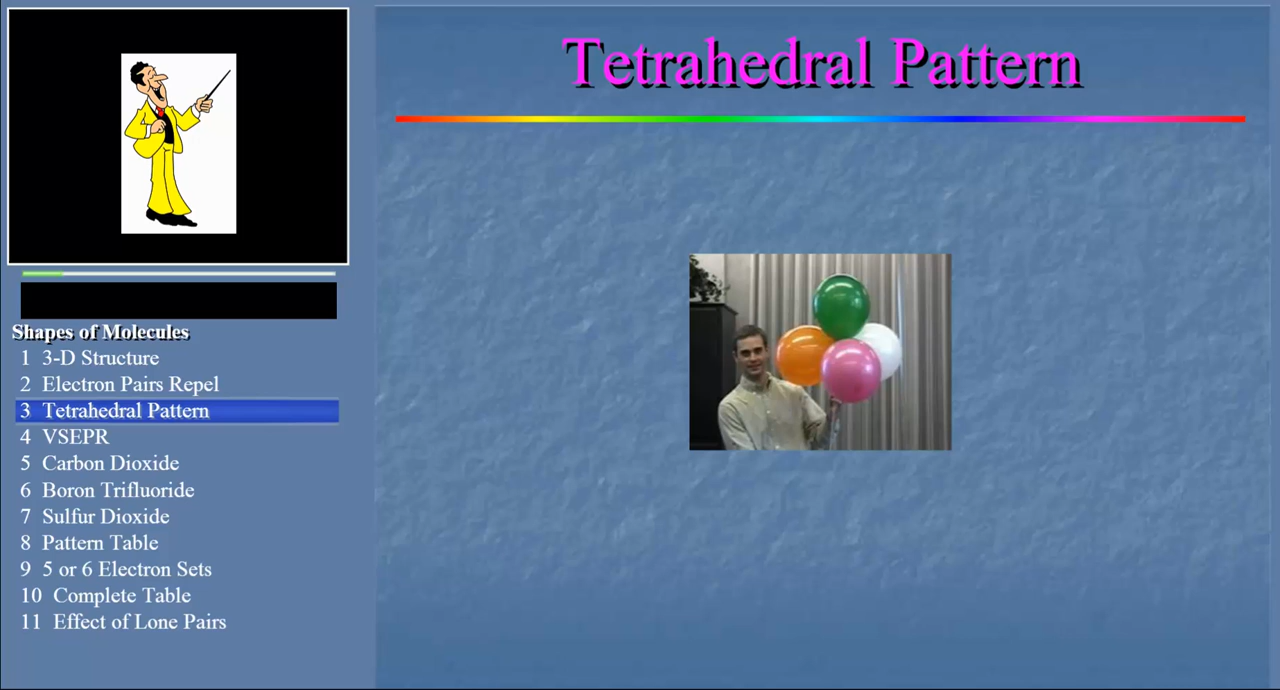 Tetrahedral Pattern
Shapes of Molecules
1 3-D Structure
2 Electron Pairs Repel
3 Tetrahedral Pattern
4 VSEPR
5 Carbon Dioxide
6 Boron Trifluoride
7 Sulfur Dioxide
8 Pattern Table
9 5 or 6 Electron Sets
10 Complete Table
11 Effect of Lone Pairs